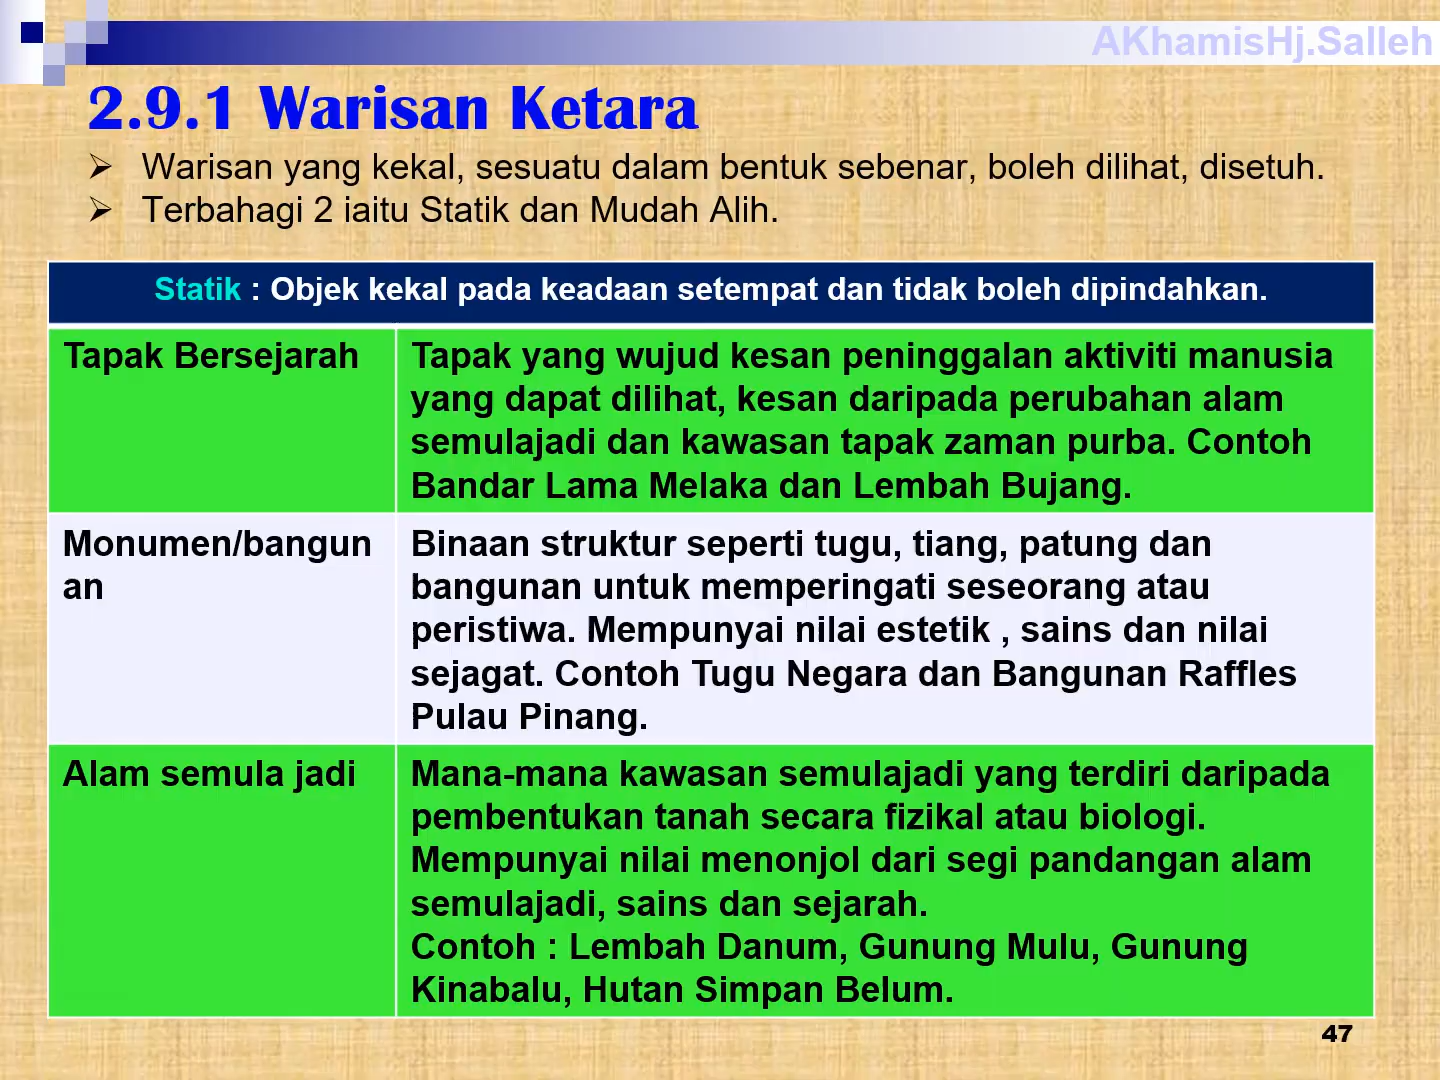 AKhamisHj.Salleh
2.9.1 Warisan Ketara
➢ Warisan yang kekal, sesuatu dalam bentuk sebenar, boleh dilihat, disetuh.
➢ Terbahagi 2 iaitu Statik dan Mudah Alih.
Statik : Objek kekal pada keadaan setempat dan tidak boleh dipindahkan.
Tapak Bersejarah
Tapak yang wujud kesan peninggalan aktiviti manusia
yang dapat dilihat, kesan daripada perubahan alam
semulajadi dan kawasan tapak zaman purba. Contoh
Bandar Lama Melaka dan Lembah Bujang.
Monumen/bangun
an
Binaan struktur seperti tugu, tiang, patung dan
bangunan untuk memperingati seseorang atau
peristiwa. Mempunyai nilai estetik , sains dan nilai
sejagat. Contoh Tugu Negara dan Bangunan Raffles
Pulau Pinang.
Alam semula jadi
Mana-mana kawasan semulajadi yang terdiri daripada
pembentukan tanah secara fizikal atau biologi.
Mempunyai nilai menonjol dari segi pandangan alam
semulajadi, sains dan sejarah.
Contoh : Lembah Danum, Gunung Mulu, Gunung
Kinabalu, Hutan Simpan Belum.
47